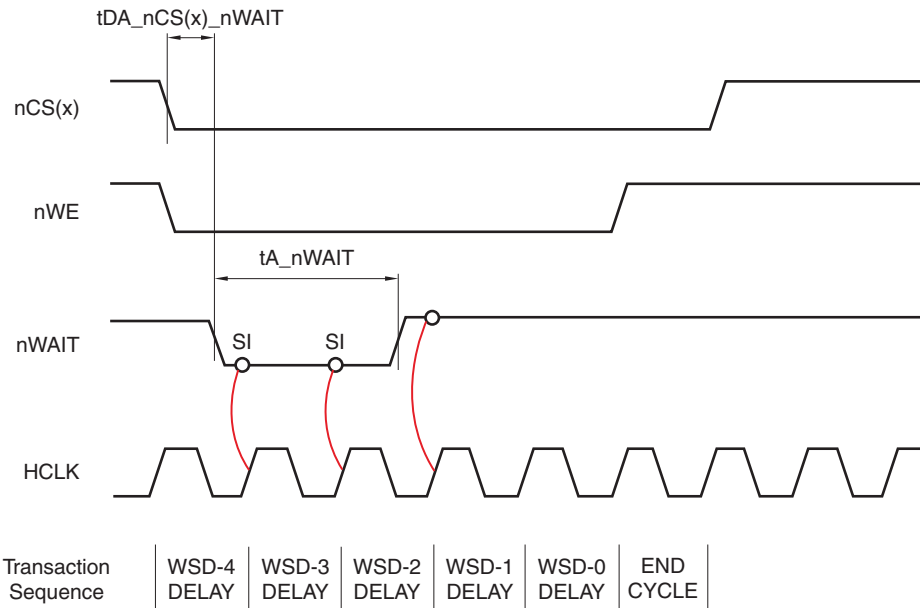 tDA_nCS(x)_nWAIT
nCS(x)
nWE
tA_nWAIT
nWAIT
SI
SI
HCLK
Transaction
Sequence
WSD-4
DELAY
WSD-3
DELAY
WSD-2
DELAY
WSD-1
DELAY
WSD-0
DELAY
END
CYCLE